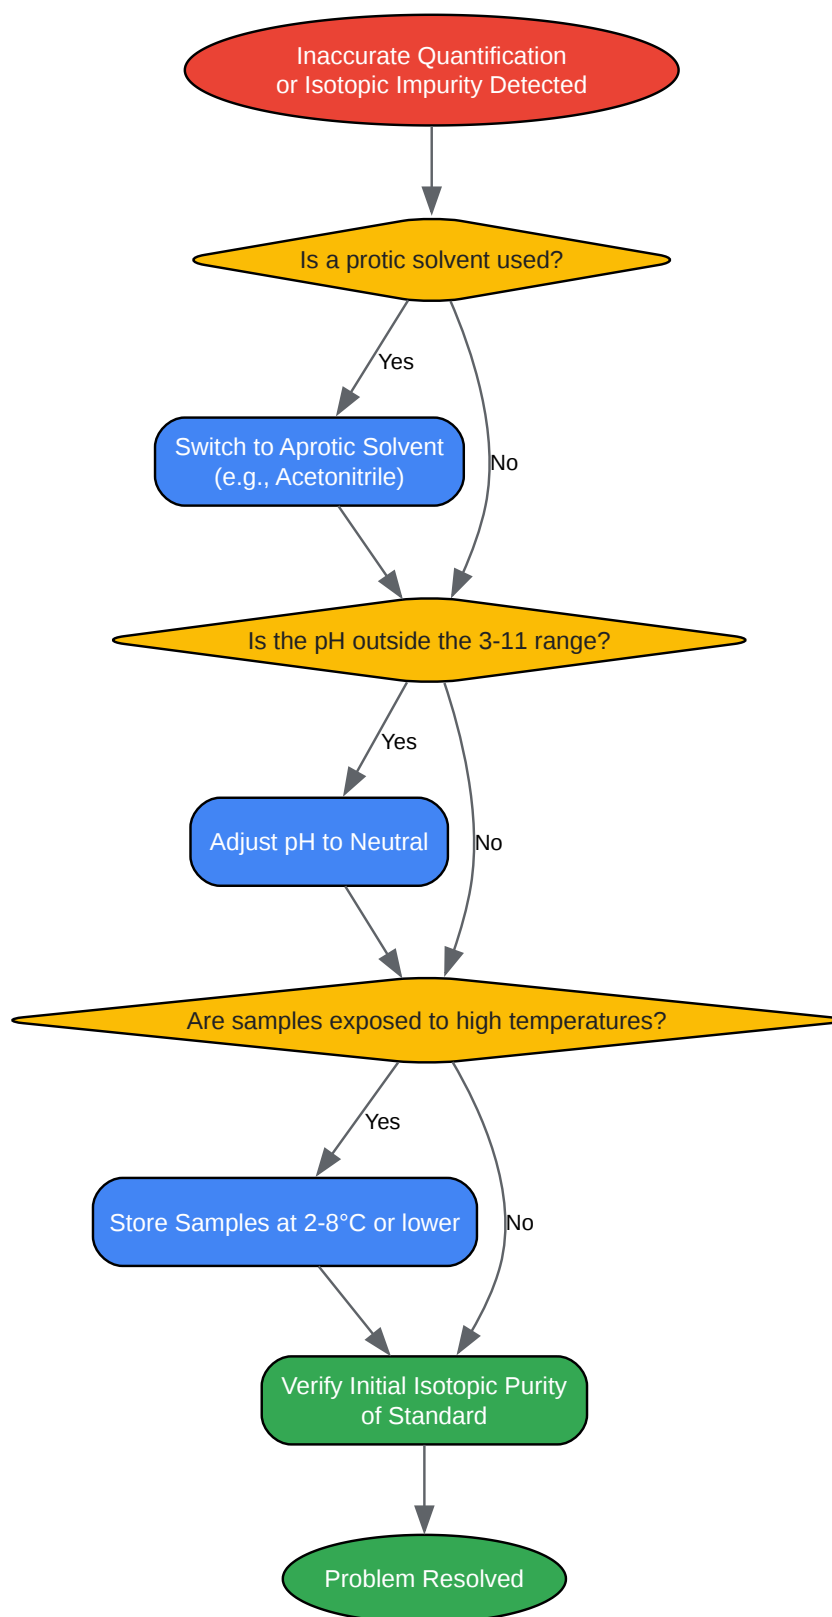 Inaccurate Quantification
or Isotopic Impurity Detected
Is a protic solvent used?
Yes
Switch to Aprotic Solvent
(e.g., Acetonitrile)
No
Is the pH outside the 3-11 range?
Yes
Adjust pH to Neutral
No
Are samples exposed to high temperatures?
Yes
Store Samples at 2-8°C or lower
No
Verify Initial Isotopic Purity
of Standard
Problem Resolved